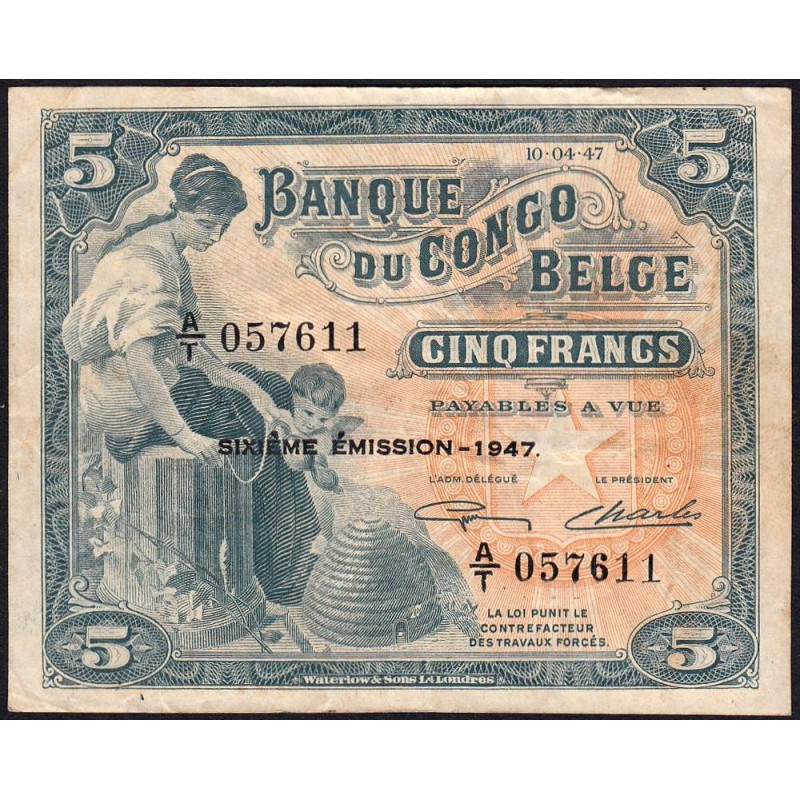 5
5
10·04·47
BANQUE
DU CONGO
BELGE
A/T 057611
CINQ FRANCS
PAYABLES A VUE
SIXIÈME ÉMISSION - 1947.
L'ADM. DÉLÉGUÉ
LE PRÉSIDENT
Charles
A/T 057611
LA LOI PUNIT LE
CONTREFACTEUR
DES TRAVAUX FORCÉS.
5
5
Waterlow & Sons Ld Londres